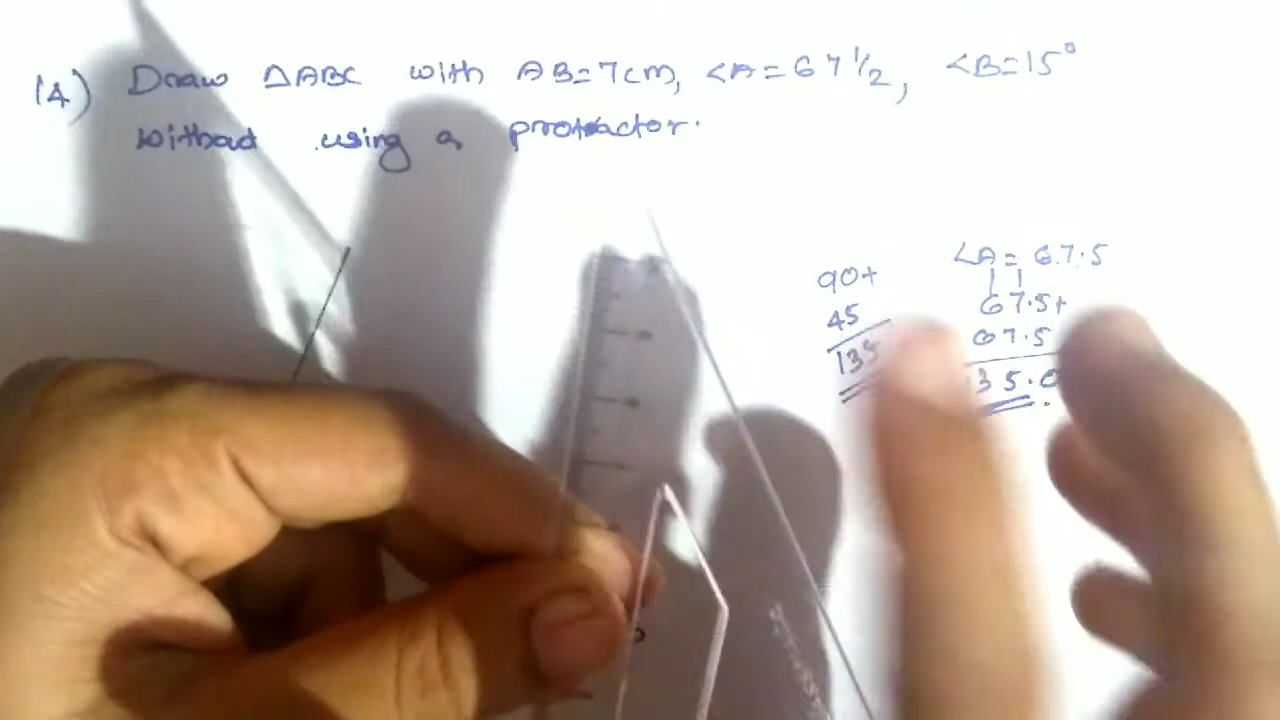 (4) Draw △ABC with AB=7cm, <A=67½, <B=15°
without using a protractor.
<A = 67.5
90+
67.5+
45
67.5
135
35.0